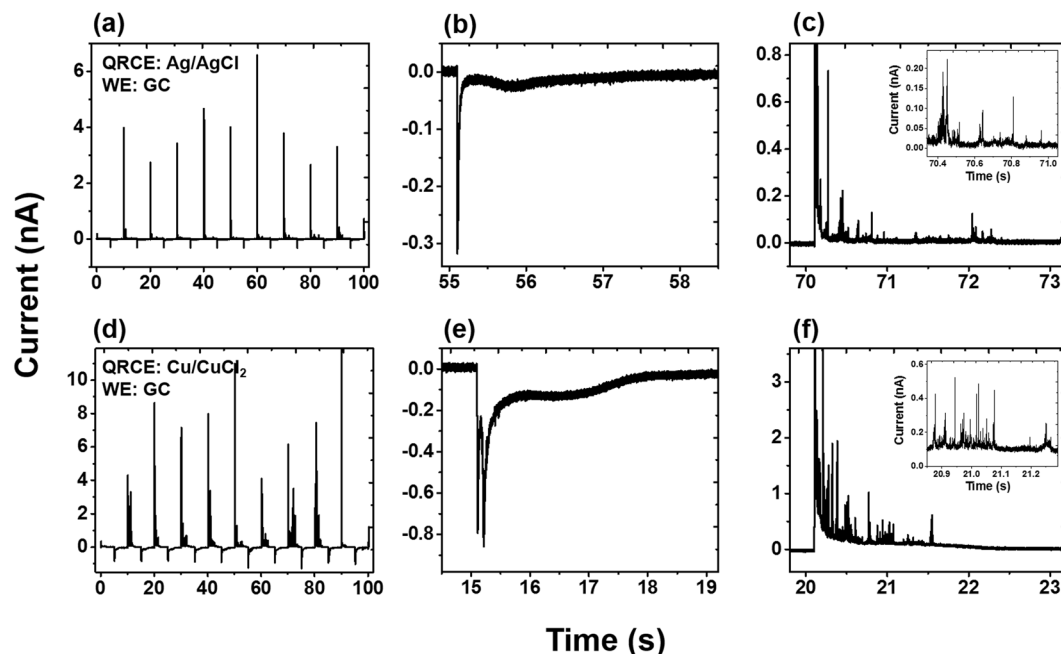 (a)
QRCE: Ag/AgCl
WE: GC
6
4
2
0
0 20 40 60 80 100
(b)
0.0
-0.1
-0.2
-0.3
55 56 57 58
(c)
0.8
0.6
0.4
0.2
0.0
70 71 72 73
Current (nA)
0.20
0.15
0.10
0.05
0.00
70.4 70.6 70.8 71.0
Time (s)
Current (nA)
(d)
QRCE: Cu/CuCl₂
WE: GC
10
8
6
4
2
0
0 20 40 60 80 100
(e)
0.0
-0.2
-0.4
-0.6
-0.8
15 16 17 18 19
(f)
3
2
1
0
20 21 22 23
Current (nA)
0.6
0.4
0.2
0.0
20.9 21.0 21.1 21.2
Time (s)
Time (s)